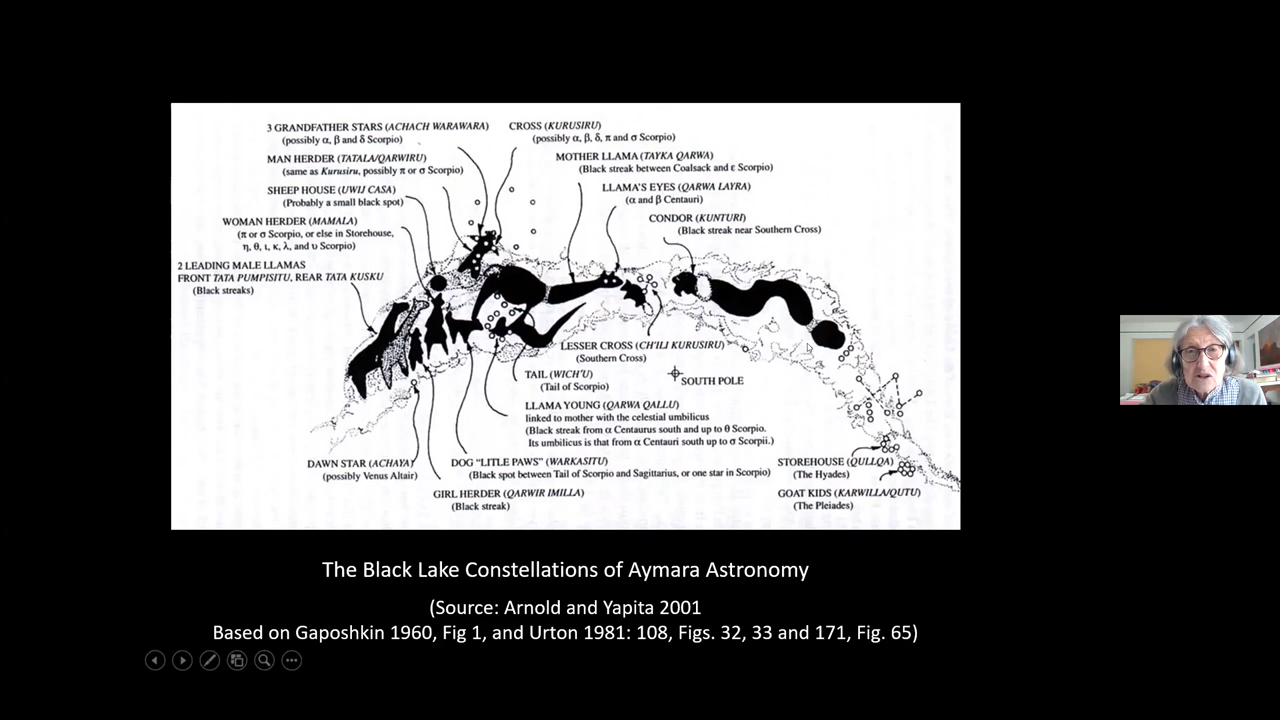 3 GRANDFATHER STARS (ACHACH WARAWARA)
(possibly α, β and δ Scorpio)
CROSS (KURUSIRU)
(possibly α, β, δ, π and σ Scorpio)
MAN HERDER (TATALA/QARWIRU)
(same as Kurusiru, possibly π or σ Scorpio)
MOTHER LLAMA (TAYKA QARWA)
(Black streak between Coalsack and ε Scorpio)
SHEEP HOUSE (UWIJ CASA)
(Probably a small black spot)
LLAMA'S EYES (QARWA LAYRA)
(α and β Centauri)
WOMAN HERDER (MAMALA)
(π or σ Scorpio, or else in Storehouse,
η, θ, ι, κ, λ, and υ Scorpio)
CONDOR (KUNTURI)
(Black streak near Southern Cross)
2 LEADING MALE LLAMAS
FRONT TATA PUMPISITU, REAR TATA KUSKU
(Black streaks)
LESSER CROSS (CH'ILI KURUSIRU)
(Southern Cross)
TAIL (WICH'U)
(Tail of Scorpio)
SOUTH POLE
LLAMA YOUNG (QARWA QALLU)
linked to mother with the celestial umbilicus
(Black streak from α Centaurus south and up to θ Scorpio.
Its umbilicus is that from α Centauri south up to σ Scorpii.)
DAWN STAR (ACHAYA)
(possibly Venus Altair)
DOG "LITLE PAWS" (WARKASITU)
(Black spot between Tail of Scorpio and Sagittarius, or one star in Scorpio)
STOREHOUSE (QULLQA)
(The Hyades)
GIRL HERDER (QARWIR IMILLA)
(Black streak)
GOAT KIDS (KARWILLA/QUTU)
(The Pleiades)
The Black Lake Constellations of Aymara Astronomy
(Source: Arnold and Yapita 2001
Based on Gaposhkin 1960, Fig 1, and Urton 1981: 108, Figs. 32, 33 and 171, Fig. 65)